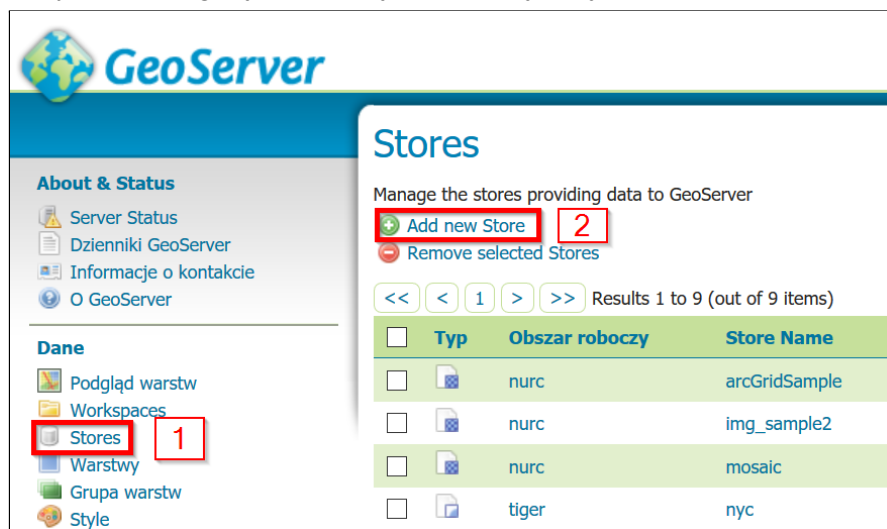 GeoServer
About & Status
Server Status
Dzienniki GeoServer
Informacje o kontakcie
O GeoServer
Dane
Podgląd warstw
Workspaces
Stores
1
Warstwy
Grupa warstw
Style
Stores
Manage the stores providing data to GeoServer
Add new Store
2
Remove selected Stores
<< < 1 > >> Results 1 to 9 (out of 9 items)
Typ Obszar roboczy Store Name
nurc arcGridSample
nurc img_sample2
nurc mosaic
tiger nyc